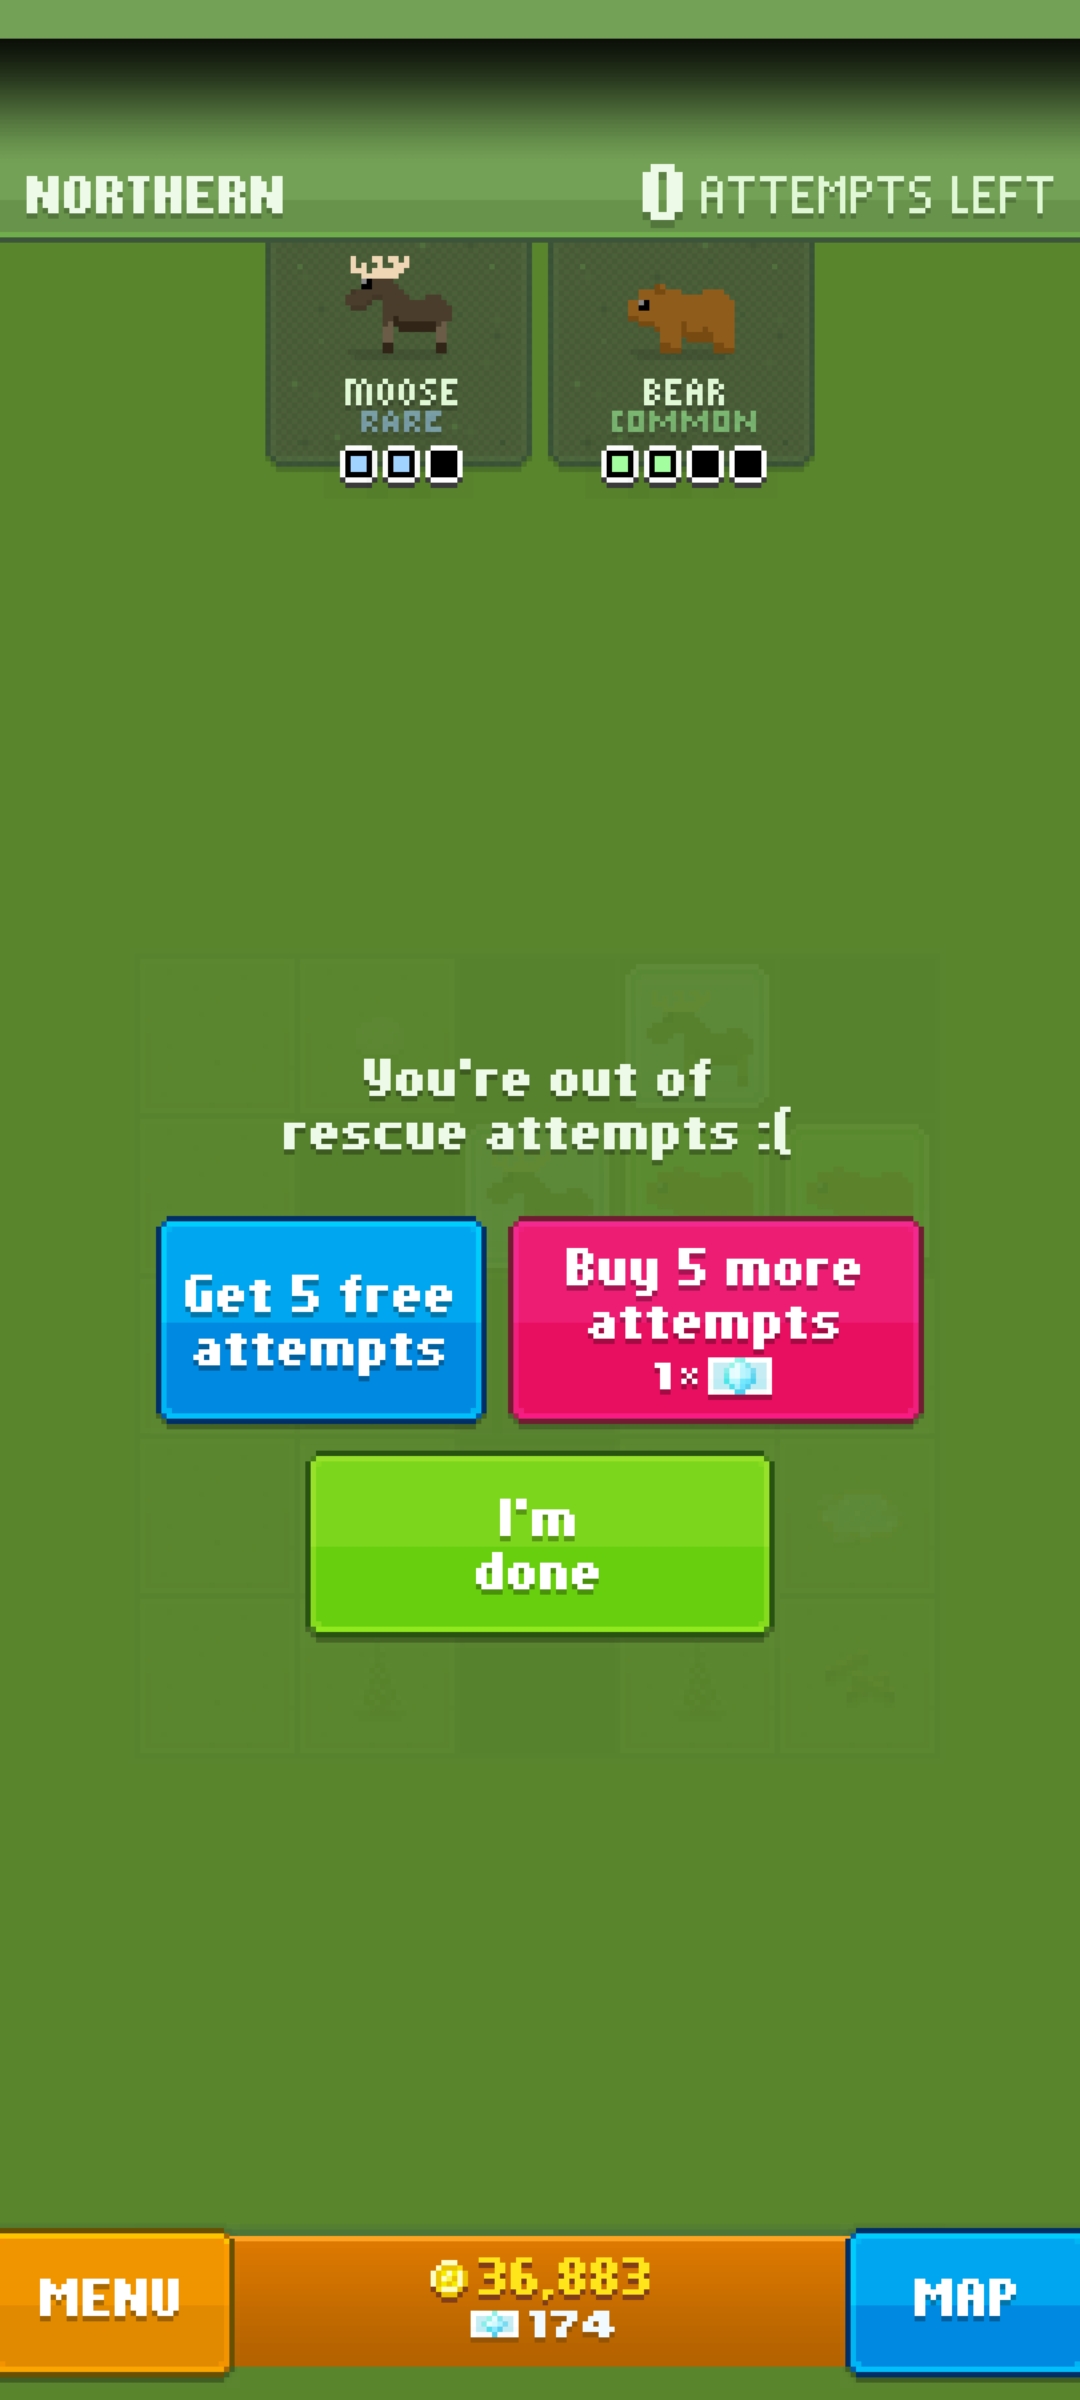 NORTHERN
0 ATTEMPTS LEFT
MOOSE
RARE
BEAR
COMMON
You're out of
rescue attempts :(
Get 5 free
attempts
Buy 5 more
attempts
1×
I'm
done
MENU
36,883
174
MAP